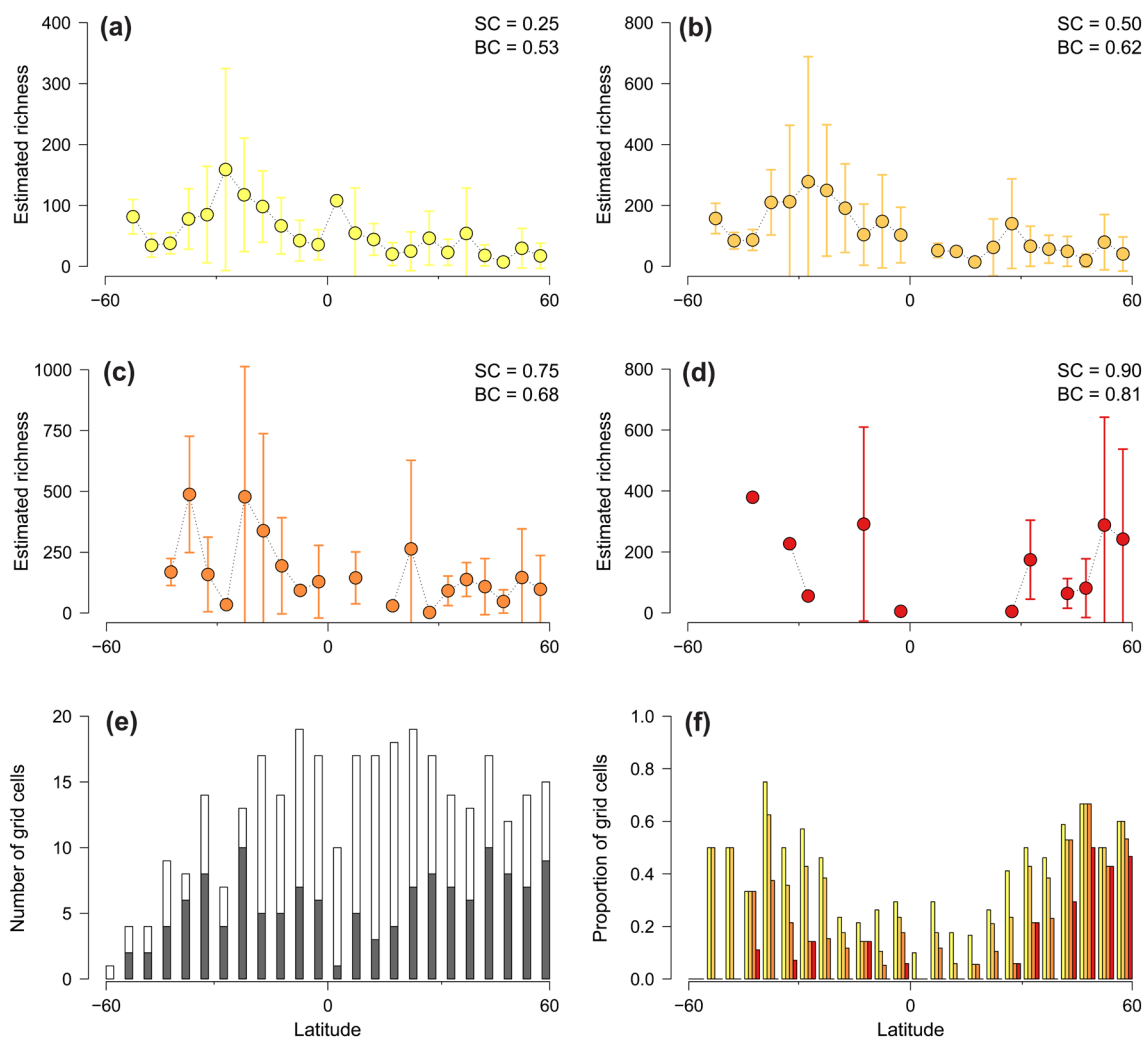 (a)
SC = 0.25
BC = 0.53
Estimated richness
400
300
200
100
0
−60
0
60
(b)
SC = 0.50
BC = 0.62
Estimated richness
800
600
400
200
0
−60
0
60
(c)
SC = 0.75
BC = 0.68
Estimated richness
1000
750
500
250
0
−60
0
60
(d)
SC = 0.90
BC = 0.81
Estimated richness
800
600
400
200
0
−60
0
60
(e)
Number of grid cells
20
15
10
5
0
−60
0
60
Latitude
(f)
Proportion of grid cells
1.0
0.8
0.6
0.4
0.2
0.0
−60
0
60
Latitude